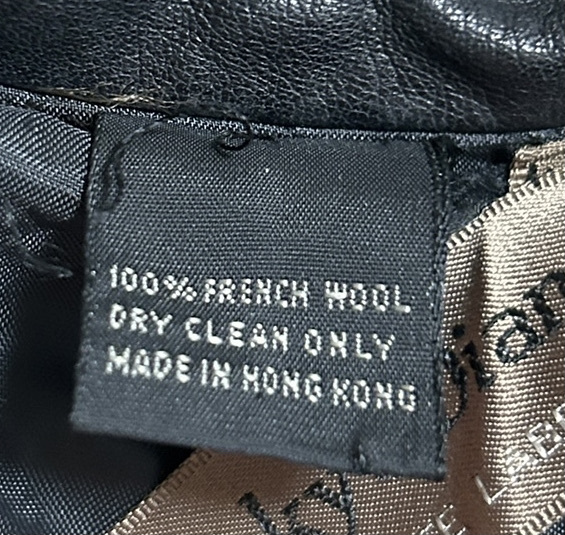 100% FRENCH WOOL
DRY CLEAN ONLY
MADE IN HONG KONG